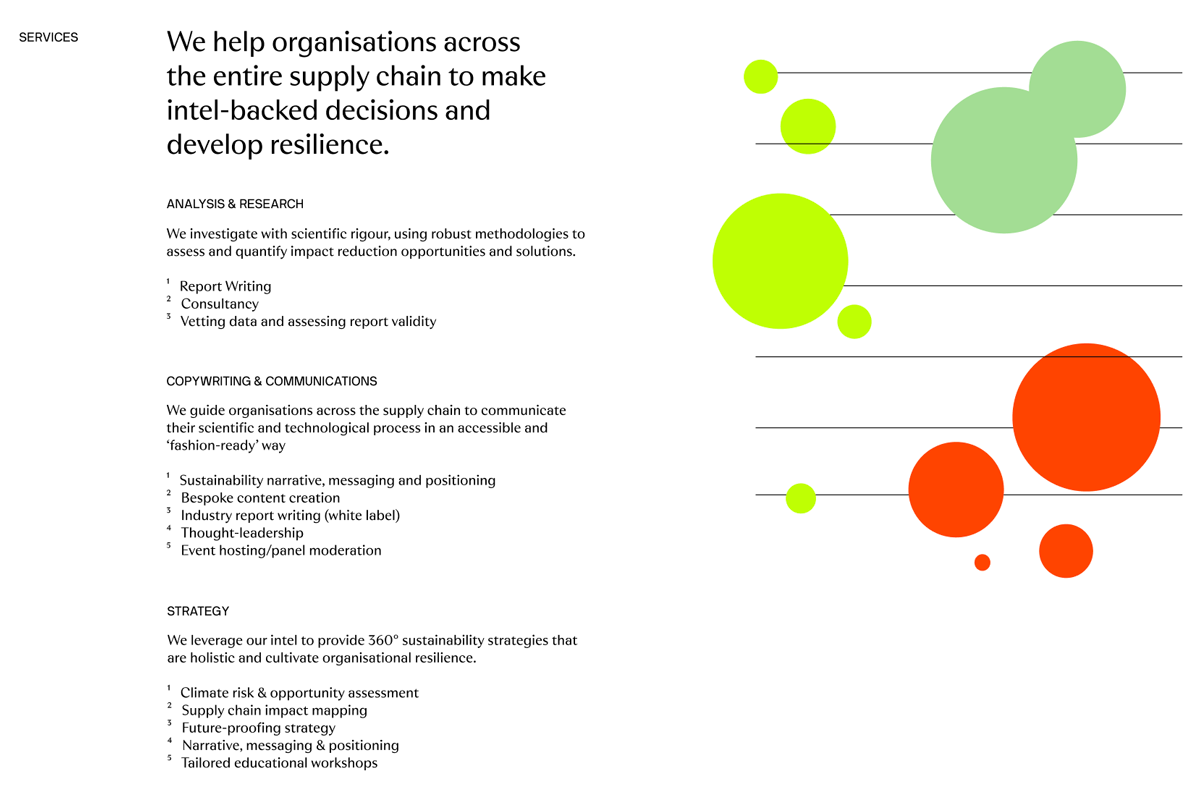 SERVICES
We help organisations across
the entire supply chain to make
intel-backed decisions and
develop resilience.
ANALYSIS & RESEARCH
We investigate with scientific rigour, using robust methodologies to
assess and quantify impact reduction opportunities and solutions.
1 Report Writing
2 Consultancy
3 Vetting data and assessing report validity
COPYWRITING & COMMUNICATIONS
We guide organisations across the supply chain to communicate
their scientific and technological process in an accessible and
‘fashion-ready’ way
1 Sustainability narrative, messaging and positioning
2 Bespoke content creation
3 Industry report writing (white label)
4 Thought-leadership
5 Event hosting/panel moderation
STRATEGY
We leverage our intel to provide 360° sustainability strategies that
are holistic and cultivate organisational resilience.
1 Climate risk & opportunity assessment
2 Supply chain impact mapping
3 Future-proofing strategy
4 Narrative, messaging & positioning
5 Tailored educational workshops